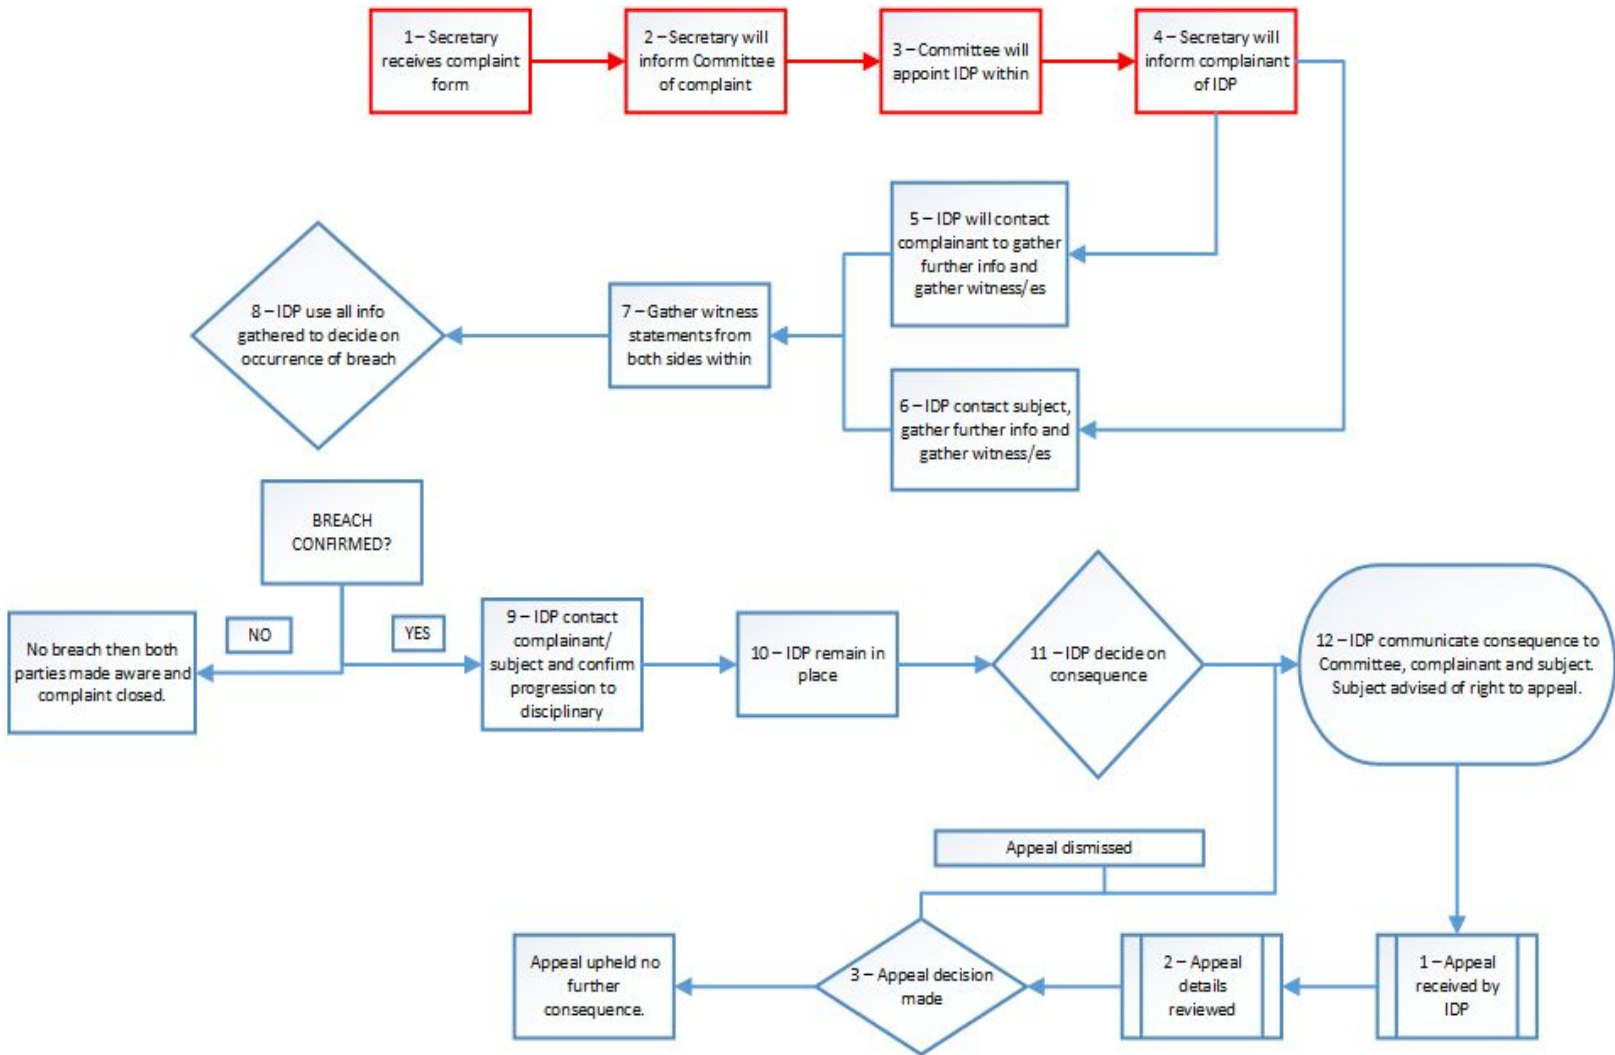 1 – Secretary
receives complaint
form
2 – Secretary will
inform Committee
of complaint
3 – Committee will
appoint IDP within
4 – Secretary will
inform complainant
of IDP
5 – IDP will contact
complainant to gather
further info and
gather witness/es
6 – IDP contact subject,
gather further info and
gather witness/es
7 – Gather witness
statements from
both sides within
8 – IDP use all info
gathered to decide on
occurrence of breach
BREACH
CONFIRMED?
NO
YES
No breach then both
parties made aware and
complaint closed.
9 – IDP contact
complainant/
subject and confirm
progression to
disciplinary
10 – IDP remain in
place
11 – IDP decide on
consequence
12 – IDP communicate consequence to
Committee, complainant and subject.
Subject advised of right to appeal.
Appeal dismissed
Appeal upheld no
further
consequence.
3 – Appeal decision
made
2 – Appeal
details
reviewed
1 – Appeal
received by
IDP